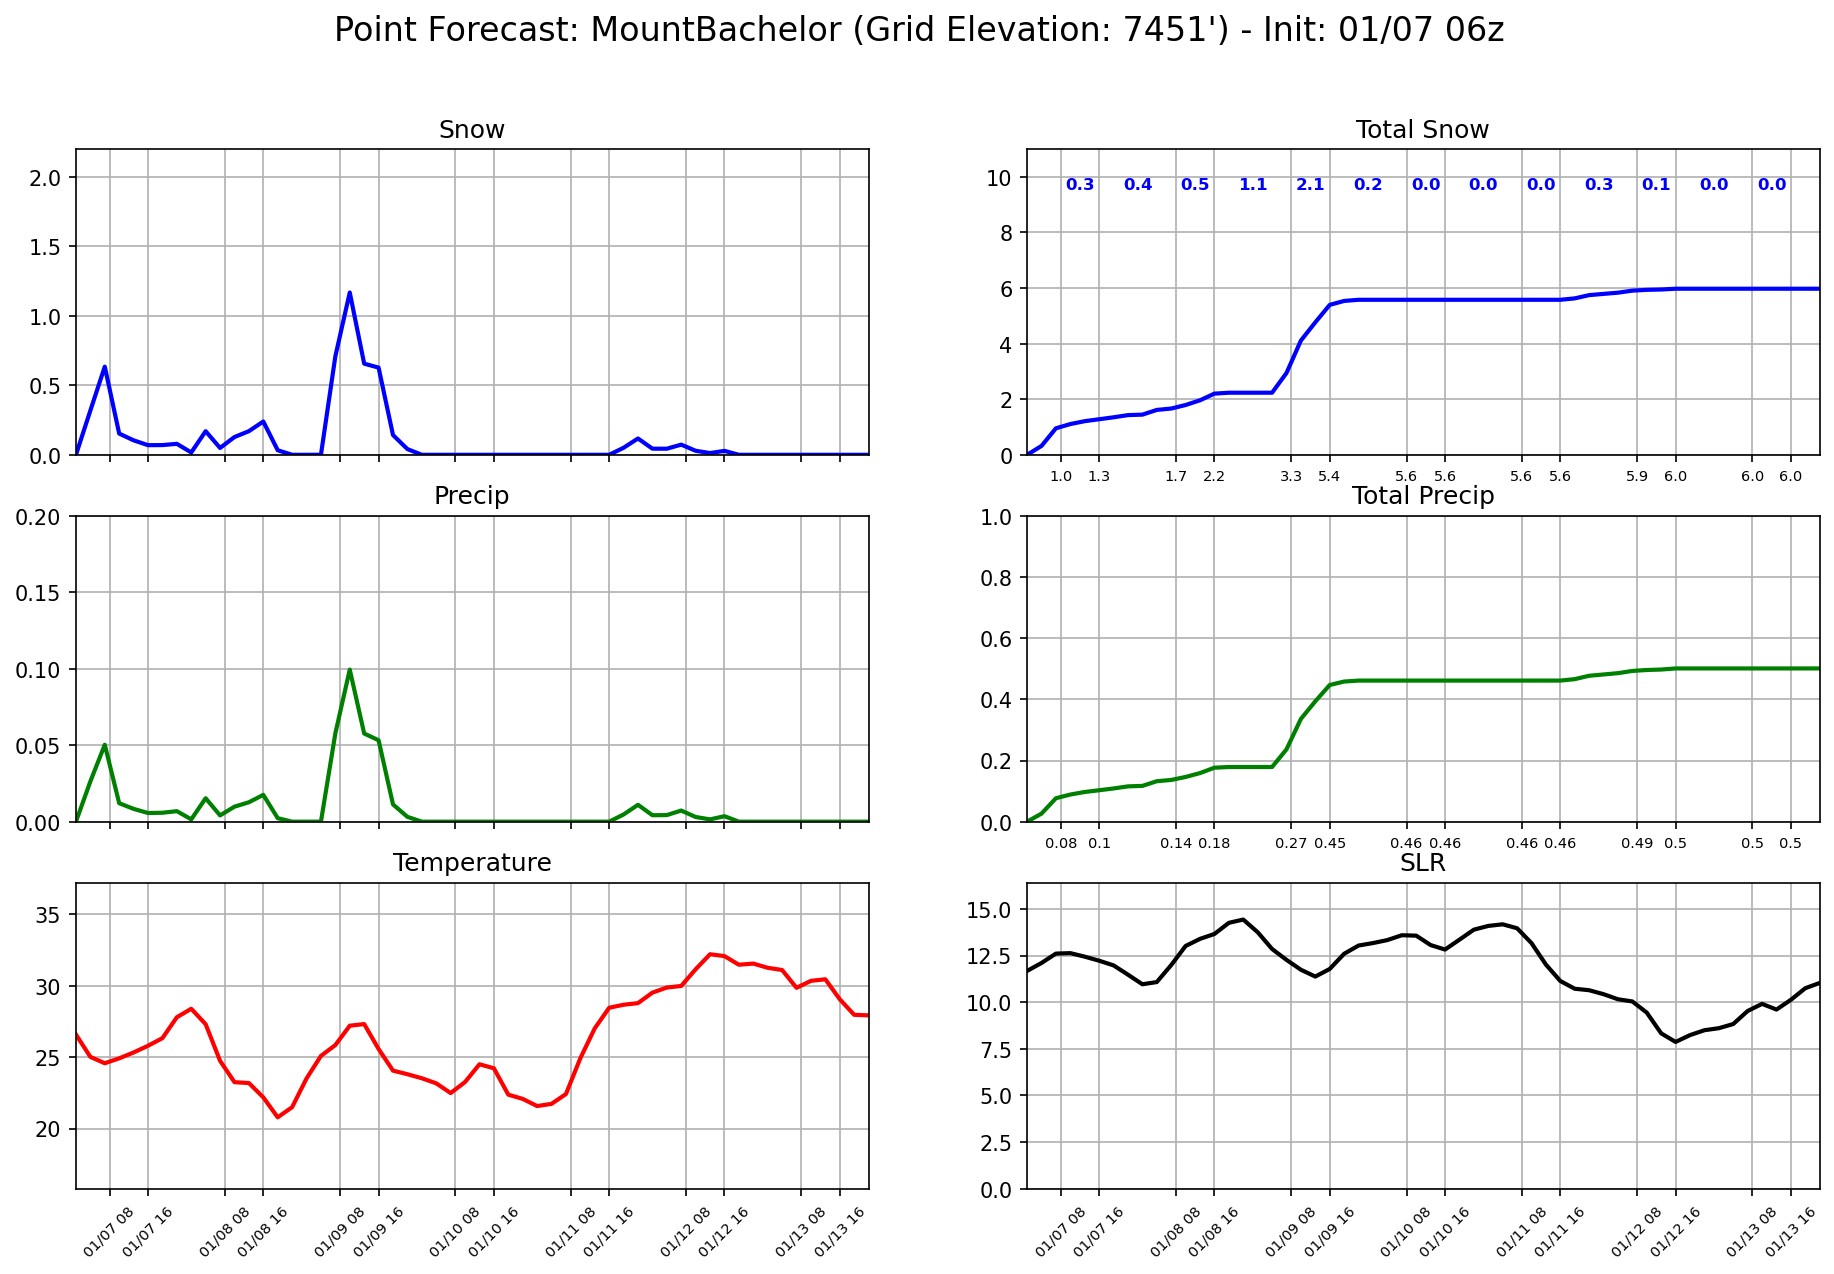 Point Forecast: MountBachelor (Grid Elevation: 7451') - Init: 01/07 06z
Snow
2.0
1.5
1.0
0.5
0.0
Total Snow
10
8
6
4
2
0
0.3 0.4 0.5 1.1 2.1 0.2 0.0 0.0 0.0 0.3 0.1 0.0 0.0
1.0 1.3 1.7 2.2 3.3 5.4 5.6 5.6 5.6 5.6 5.9 6.0 6.0 6.0
Precip
0.20
0.15
0.10
0.05
0.00
Total Precip
1.0
0.8
0.6
0.4
0.2
0.0
0.08 0.1 0.14 0.18 0.27 0.45 0.46 0.46 0.46 0.46 0.49 0.5 0.5 0.5
Temperature
35
30
25
20
01/07 08 01/07 16 01/08 08 01/08 16 01/09 08 01/09 16 01/10 08 01/10 16 01/11 08 01/11 16 01/12 08 01/12 16 01/13 08 01/13 16
SLR
15.0
12.5
10.0
7.5
5.0
2.5
0.0
01/07 08 01/07 16 01/08 08 01/08 16 01/09 08 01/09 16 01/10 08 01/10 16 01/11 08 01/11 16 01/12 08 01/12 16 01/13 08 01/13 16